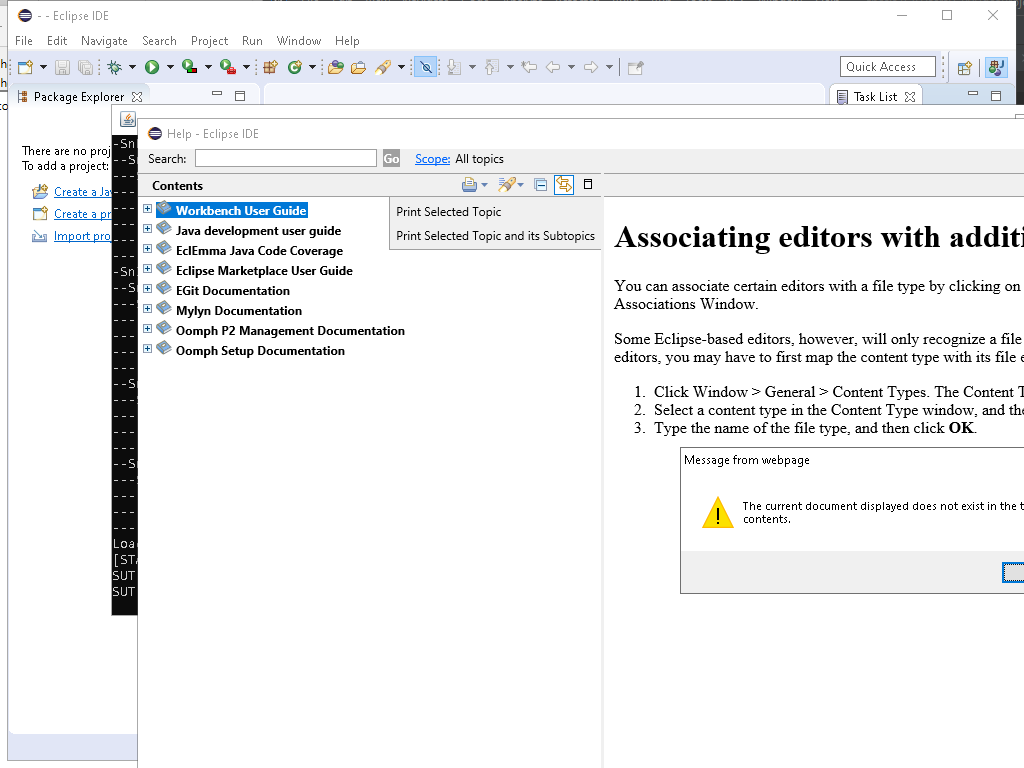 - - Eclipse IDE
File Edit Navigate Search Project Run Window Help
Quick Access
Package Explorer
Task List
There are no proj
To add a project:
Create a Ja
Create a pr
Import pro
Help - Eclipse IDE
Search:
Go
Scope: All topics
Contents
Workbench User Guide
Java development user guide
EclEmma Java Code Coverage
Eclipse Marketplace User Guide
EGit Documentation
Mylyn Documentation
Oomph P2 Management Documentation
Oomph Setup Documentation
Print Selected Topic
Print Selected Topic and its Subtopics
Associating editors with additi
You can associate certain editors with a file type by clicking on
Associations Window.
Some Eclipse-based editors, however, will only recognize a file
editors, you may have to first map the content type with its file e
1. Click Window > General > Content Types. The Content T
2. Select a content type in the Content Type window, and the
3. Type the name of the file type, and then click OK.
Message from webpage
The current document displayed does not exist in the t
contents.
Loa
[STA
SUT
SUT